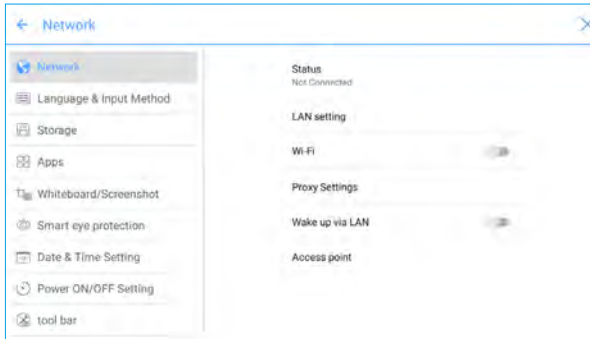 Network
Network
Language & Input Method
Storage
Apps
Whiteboard/Screenshot
Smart eye protection
Date & Time Setting
Power ON/OFF Setting
tool bar
Status
Not Connected
LAN setting
Wi-Fi
Proxy Settings
Wake up via LAN
Access point